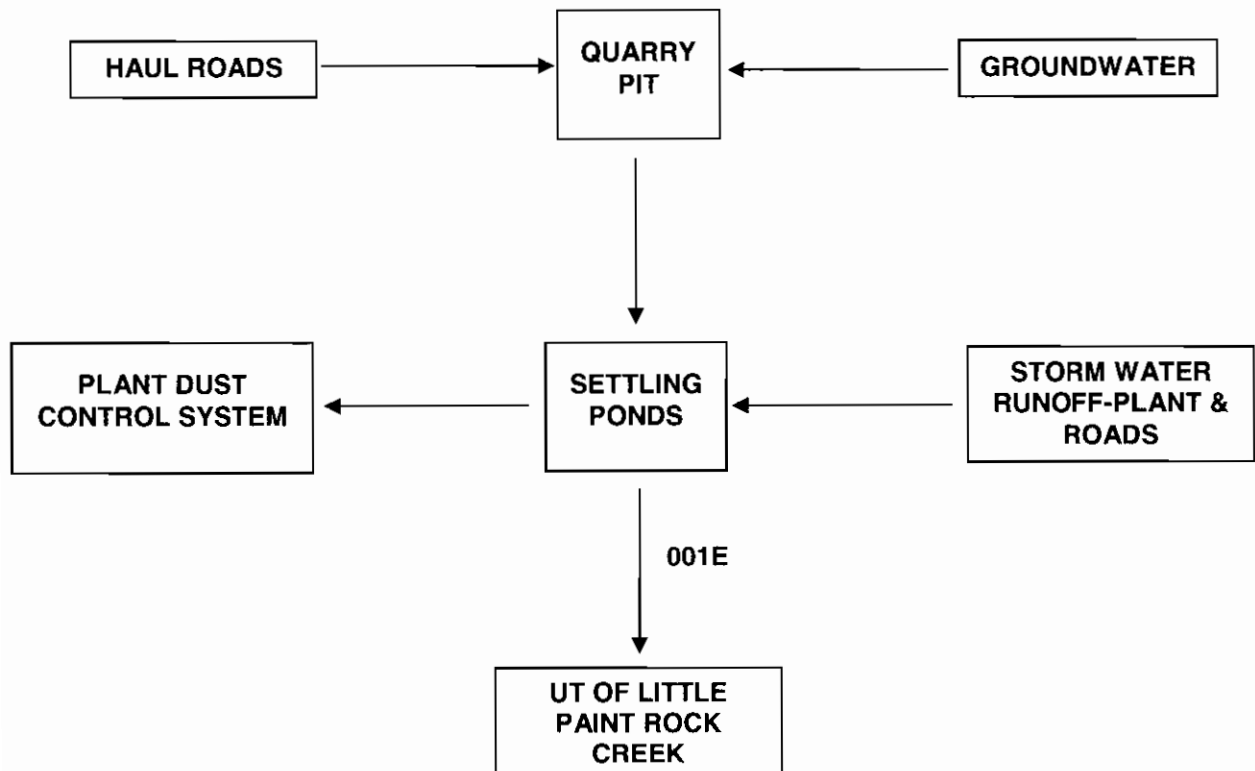 HAUL ROADS
QUARRY
PIT
GROUNDWATER
PLANT DUST
CONTROL SYSTEM
SETTLING
PONDS
STORM WATER
RUNOFF-PLANT &
ROADS
001E
UT OF LITTLE
PAINT ROCK
CREEK